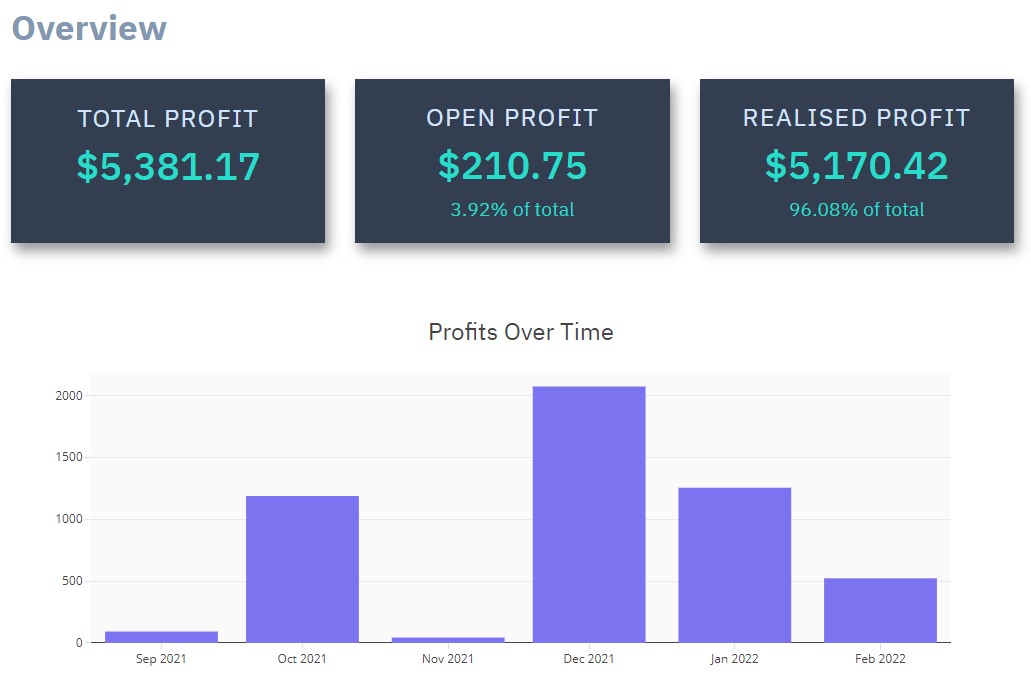 Overview
TOTAL PROFIT
$5,381.17
OPEN PROFIT
$210.75
3.92% of total
REALISED PROFIT
$5,170.42
96.08% of total
Profits Over Time
2000
1500
1000
500
0
Sep 2021 Oct 2021 Nov 2021 Dec 2021 Jan 2022 Feb 2022